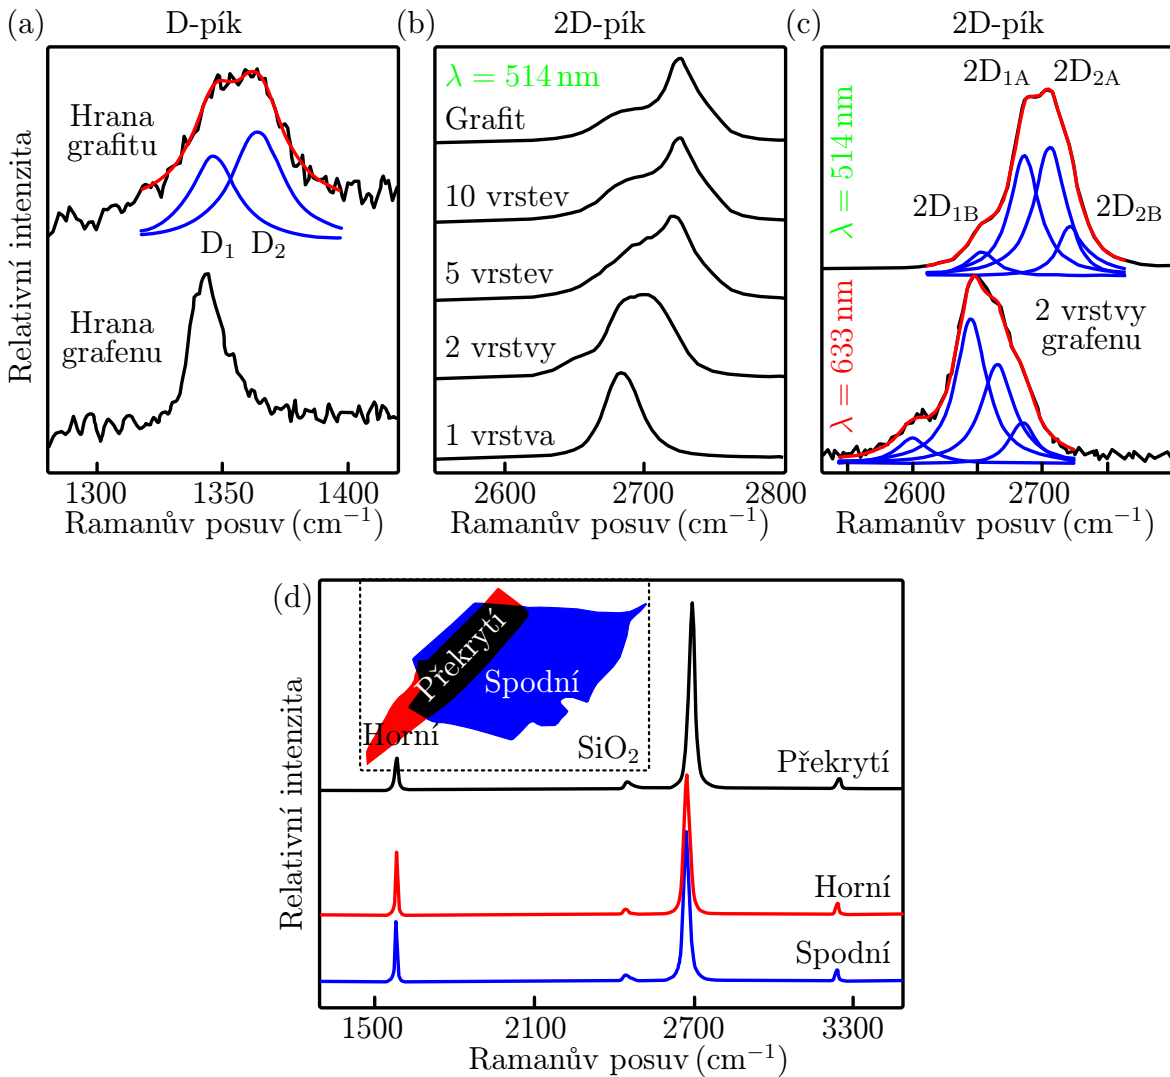 (a)
D-pík
Relativní intenzita
Hrana
grafitu
D₁
D₂
Hrana
grafenu
1300
1350
1400
Ramanův posuv (cm⁻¹)
(b)
2D-pík
λ = 514 nm
Grafit
10 vrstev
5 vrstev
2 vrstvy
1 vrstva
2600
2700
2800
Ramanův posuv (cm⁻¹)
(c)
2D-pík
λ = 514 nm
2D₁A
2D₂A
2D₁B
2D₂B
λ = 633 nm
2 vrstvy
grafenu
2600
2700
Ramanův posuv (cm⁻¹)
(d)
Relativní intenzita
Překrytí
Spodní
Horní
SiO₂
Překrytí
Horní
Spodní
1500
2100
2700
3300
Ramanův posuv (cm⁻¹)